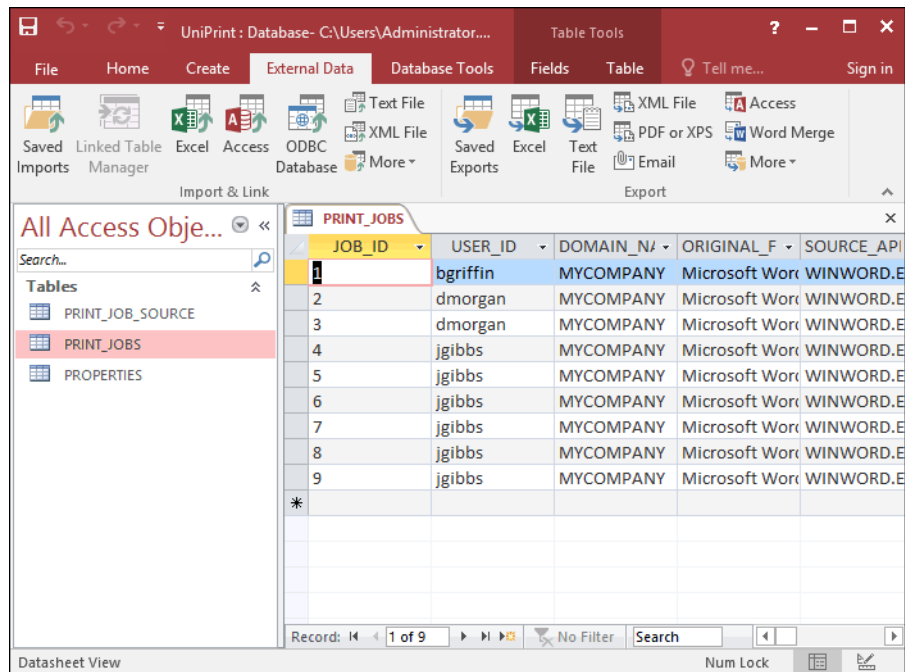 UniPrint : Database- C:\Users\Administrator.... Table Tools ?
File Home Create External Data Database Tools Fields Table Tell me... Sign in
Saved Imports
Linked Table Manager
Excel
Access
ODBC Database
Text File
XML File
More
Import & Link
Saved Exports
Excel
Text File
XML File
PDF or XPS
Email
Access
Word Merge
More
Export
All Access Obje... «
Search...
Tables
PRINT_JOB_SOURCE
PRINT_JOBS
PROPERTIES
PRINT_JOBS
JOB_ID USER_ID DOMAIN_NA ORIGINAL_F SOURCE_API
1 bgriffin MYCOMPANY Microsoft Word WINWORD.E
2 dmorgan MYCOMPANY Microsoft Word WINWORD.E
3 dmorgan MYCOMPANY Microsoft Word WINWORD.E
4 jgibbs MYCOMPANY Microsoft Word WINWORD.E
5 jgibbs MYCOMPANY Microsoft Word WINWORD.E
6 jgibbs MYCOMPANY Microsoft Word WINWORD.E
7 jgibbs MYCOMPANY Microsoft Word WINWORD.E
8 jgibbs MYCOMPANY Microsoft Word WINWORD.E
9 jgibbs MYCOMPANY Microsoft Word WINWORD.E
Record: 1 of 9 No Filter Search
Datasheet View Num Lock